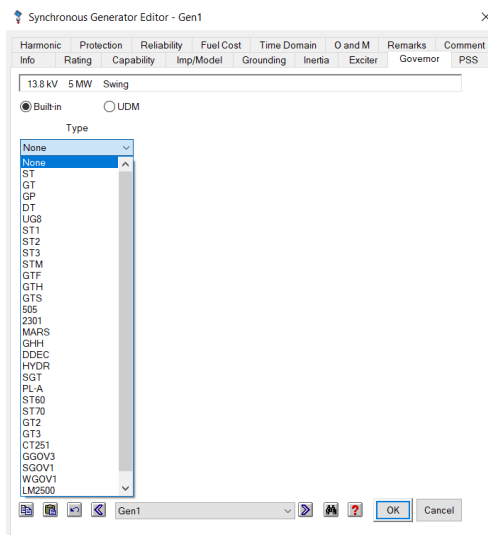 Synchronous Generator Editor - Gen1
Harmonic Protection Reliability Fuel Cost Time Domain O and M Remarks Comment
Info Rating Capability Imp/Model Grounding Inertia Exciter Governor PSS
13.8 kV 5 MW Swing
Built-in UDM
Type
None
None
ST
GT
GP
DT
UG8
ST1
ST2
ST3
STM
GTF
GTH
GTS
505
2301
MARS
GHH
DDEC
HYDR
SGT
PL-A
ST60
ST70
GT2
GT3
CT251
GGOV3
SGOV1
WGOV1
LM2500
Gen1 ? OK Cancel